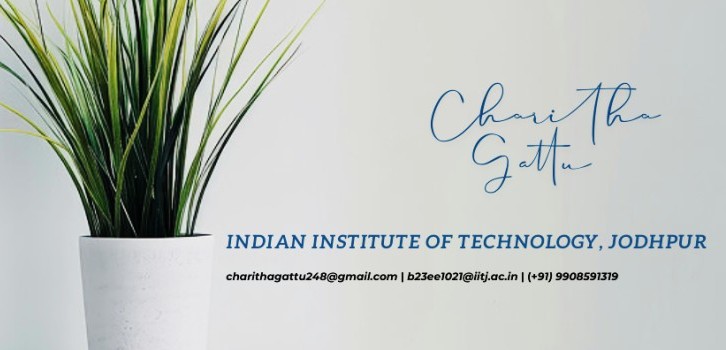 Charitha
Gattu
INDIAN INSTITUTE OF TECHNOLOGY, JODHPUR
charithagattu248@gmail.com | b23ee1021@iitj.ac.in | (+91) 9908591319